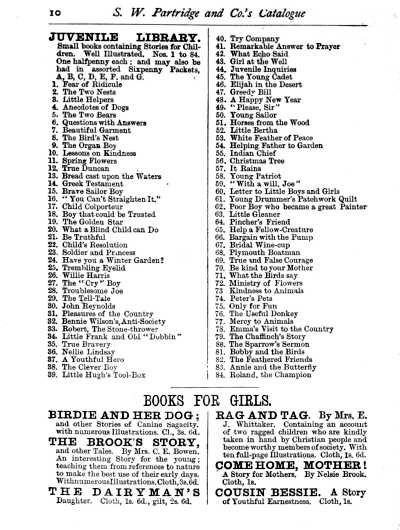 10 S. W. Partridge and Co.'s Catalogue
JUVENILE LIBRARY.
Small books containing Stories for Chil-
dren. Well Illustrated. Nos. 1 to 84.
One halfpenny each; and may also be
had in assorted Sixpenny Packets,
A, B, C, D, E, F, and G.
1. Fear of Ridicule
2. The Two Nests
3. Little Helpers
4. Anecdotes of Dogs
5. The Two Bears
6. Questions with Answers
7. Beautiful Garment
8. The Bird's Nest
9. The Organ Boy
10. Lessons on Kindness
11. Spring Flowers
12. True Duncan
13. Bread cast upon the Waters
14. Greek Testament
15. Brave Sailor Boy
16. "You Can't Straighten It."
17. Child Colporteur
18. Boy that could be Trusted
19. The Golden Star
20. What a Blind Child can Do
21. Be Truthful
22. Child's Resolution
23. Soldier and Princess
24. Have you a Winter Garden?
25. Trembling Eyelid
26. Willie Harris
27. The "Cry" Boy
28. Troublesome Joe
29. The Tell-Tale
30. John Reynolds
31. Pleasures of the Country
32. Bennie Wilson's, Anti-Society
33. Robert, The Stone-thrower
34. Little Frank and Old "Dobbin"
35. True Bravery
36. Nellie Lindsay
37. A Youthful Hero
38. The Clever Boy
39. Little Hugh's Tool-Box
40. Try Company
41. Remarkable Answer to Prayer
42. What Echo Said
43. Girl at the Well
44. Juvenile Inquiries
45. The Young Cadet
46. Elijah in the Desert
47. Greedy Bill
48. A Happy New Year
49. "Please, Sir"
50. Young Sailor
51. Horses from the Wood
52. Little Bertha
53. White Feather of Peace
54. Helping Father to Garden
55. Indian Chief
56. Christmas Tree
57. It Rains
58. Young Patriot
59. "With a will, Joe"
60. Letter to Little Boys and Girls
61. Young Drummer's Patchwork Quilt
62. Poor Boy who became a great Painter
63. Little Gleaner
64. Pincher's Friend
65. Help a Fellow-Creature
66. Bargain with the Pump
67. Bridal Wine-cup
68. Plymouth Boatman
69. True and False Courage
70. Be kind to your Mother
71. What the Birds say
72. Ministry of Flowers
73 Kindness to Animals
74. Peter's Pets
75. Only for Fun
76. The Useful Donkey
77. Mercy to Animals
78. Emma's Visit to the Country
79. The Chaffinch's Story
80. The Sparrow's Sermon
81. Bobby and the Birds
82. The Feathered Friends
83. Annie and the Butterfly
84. Roland, the Champion
BOOKS FOR GIRLS.
BIRDIE AND HER DOG;
and other Stories of Canine Sagacity,
with numerous Illustrations. Cl., 3s. 6d.
THE BROOK'S STORY,
and other Tales. By Mrs. C. E. Bowen.
An interesting Story for the young;
teaching them from references to nature
to make the best use of their early days.
With numerous Illustrations, Cloth, 3s. 6d.
THE DAIRYMAN'S
Daughter. Cloth, 1s. 6d., gilt, 2s. 6d.
RAG AND TAG. By Mrs. E.
J. Whittaker. Containing an account
of two ragged children who are kindly
taken in hand by Christian people and
become worthy members of society. With
ten full-page Illustrations. Cloth, 1s. 6d.
COME HOME, MOTHER!
A Story for Mothers, By Nelsie Brook.
Cloth, 1s.
COUSIN BESSIE. A Story
of Youthful Earnestness. Cloth, 1s.